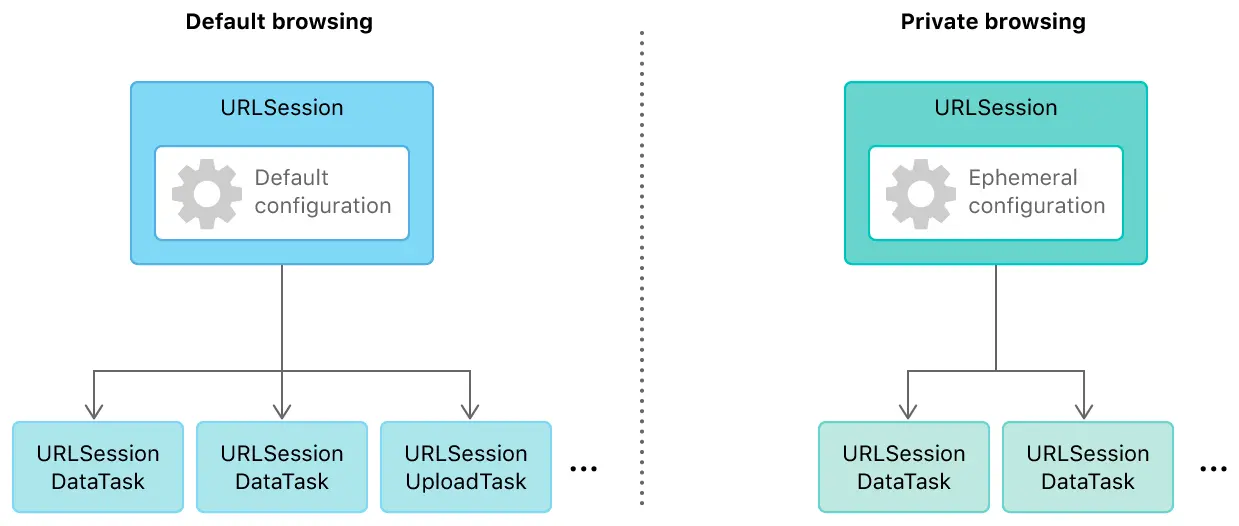 Default browsing
URLSession
Default
configuration
URLSession
DataTask
URLSession
DataTask
URLSession
UploadTask
...
Private browsing
URLSession
Ephemeral
configuration
URLSession
DataTask
URLSession
DataTask
...